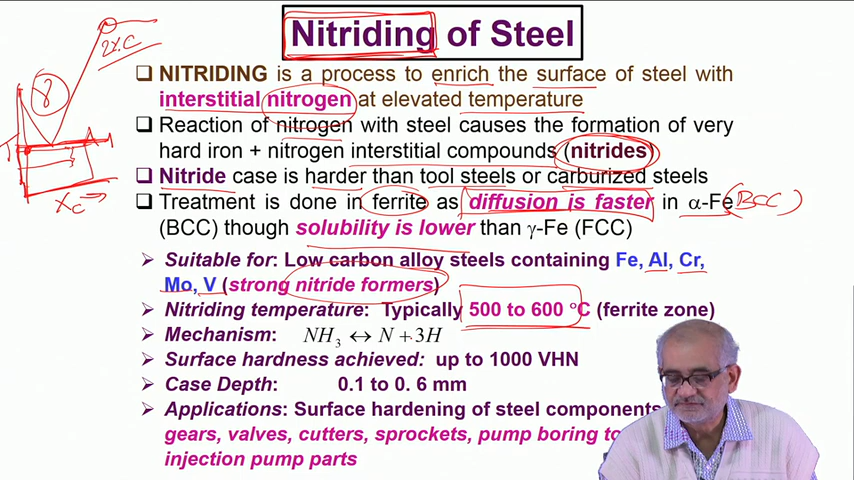 Nitriding of Steel
2%C
γ
❑ NITRIDING is a process to enrich the surface of steel with
interstitial nitrogen at elevated temperature
❑ Reaction of nitrogen with steel causes the formation of very
hard iron + nitrogen interstitial compounds (nitrides)
❑ Nitride case is harder than tool steels or carburized steels
❑ Treatment is done in ferrite as diffusion is faster in α-Fe (BCC)
(BCC) though solubility is lower than γ-Fe (FCC)
T
Xc →
➢ Suitable for: Low carbon alloy steels containing Fe, Al, Cr,
Mo, V (strong nitride formers)
➢ Nitriding temperature: Typically 500 to 600 °C (ferrite zone)
➢ Mechanism: NH3 ↔ N + 3H
➢ Surface hardness achieved: up to 1000 VHN
➢ Case Depth: 0.1 to 0. 6 mm
➢ Applications: Surface hardening of steel components
gears, valves, cutters, sprockets, pump boring
injection pump parts